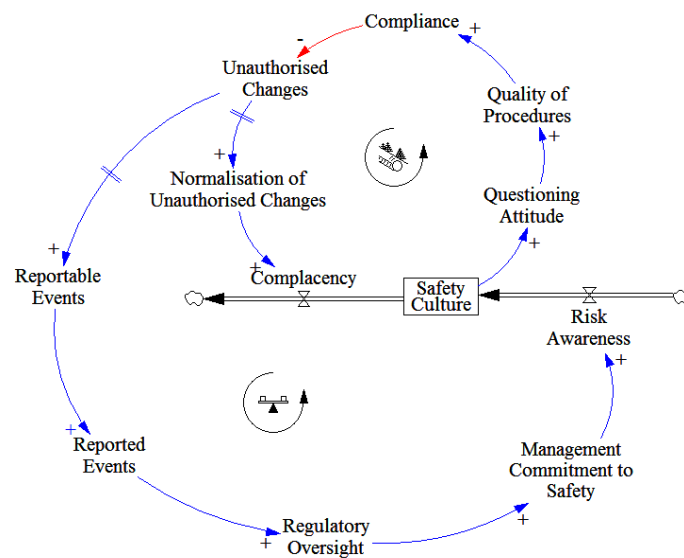 Compliance
-
+
Unauthorised
Changes
Quality of
Procedures
+
+
Normalisation of
Unauthorised Changes
Questioning
Attitude
+
+
+
Reportable
Events
Complacency
Safety
Culture
Risk
Awareness
+
+
Reported
Events
Management
Commitment to
Safety
+
+
Regulatory
Oversight